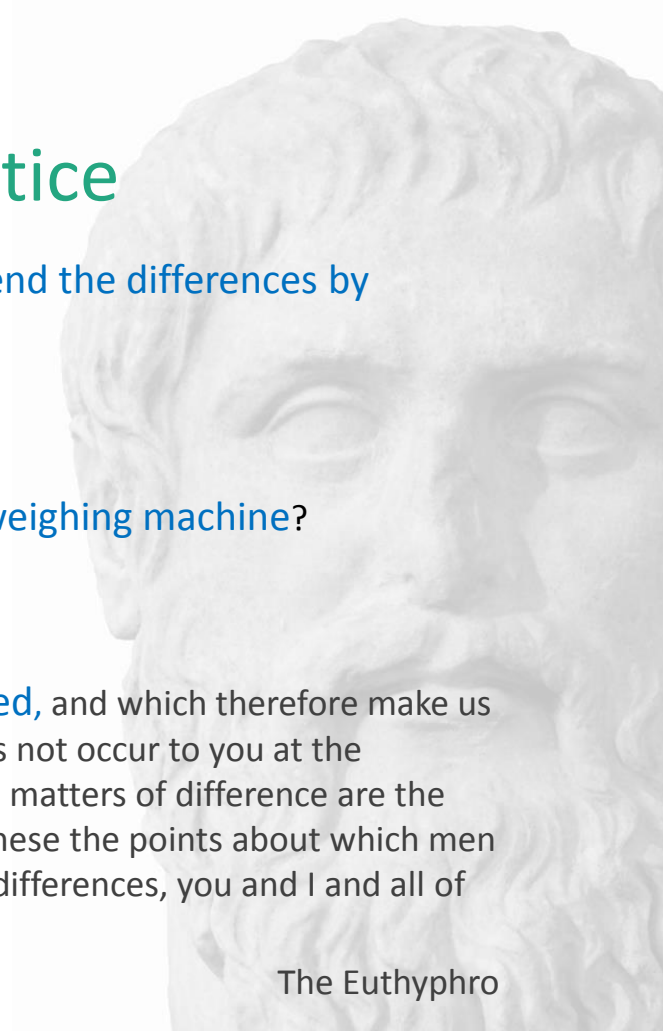 tice
end the differences by
weighing machine?
ed, and which therefore make us
s not occur to you at the
matters of difference are the
hese the points about which men
differences, you and I and all of
The Euthyphro